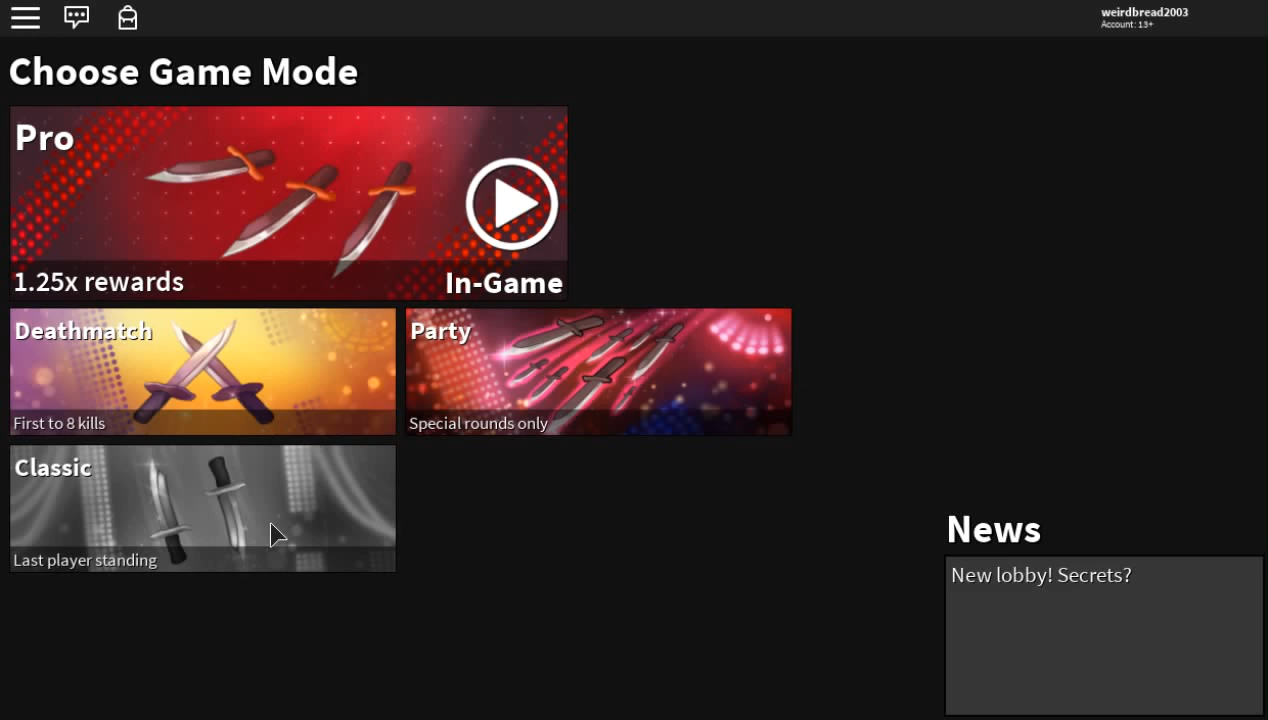 weirdbread2003
Account: 13+
Choose Game Mode
Pro
1.25x rewards
In-Game
Deathmatch
First to 8 kills
Party
Special rounds only
Classic
Last player standing
News
New lobby! Secrets?